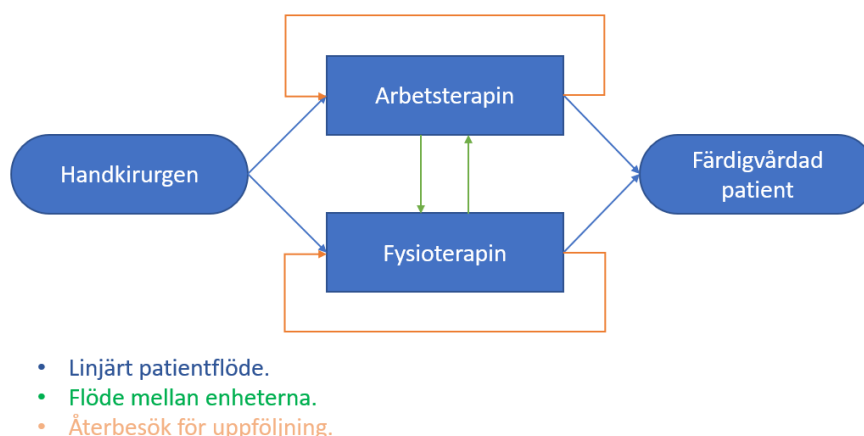 Arbetsterapin
Handkirurgen
Färdigvårdad
patient
Fysioterapin
• Linjärt patientflöde.
• Flöde mellan enheterna.
• Återbesök för uppföljning.